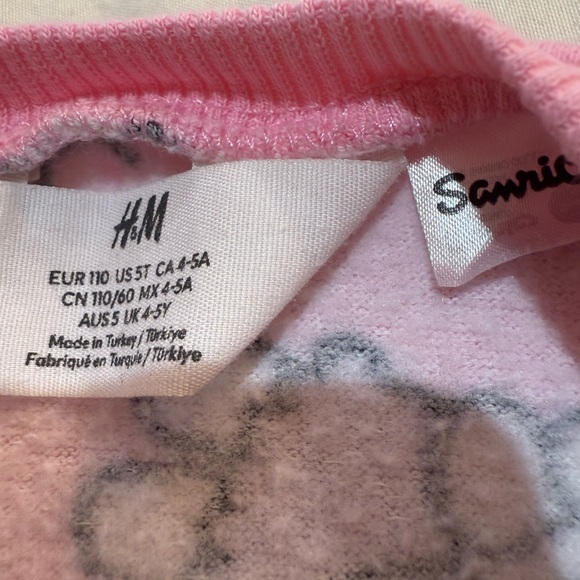 H&M
EUR 110 US 5T CA 4-5A
CN 110/60 MX 4-5A
AUS 5 UK 4-5Y
Made in Turkey / Türkiye
Fabriqué en Turquie / Türkiye
Sanrio